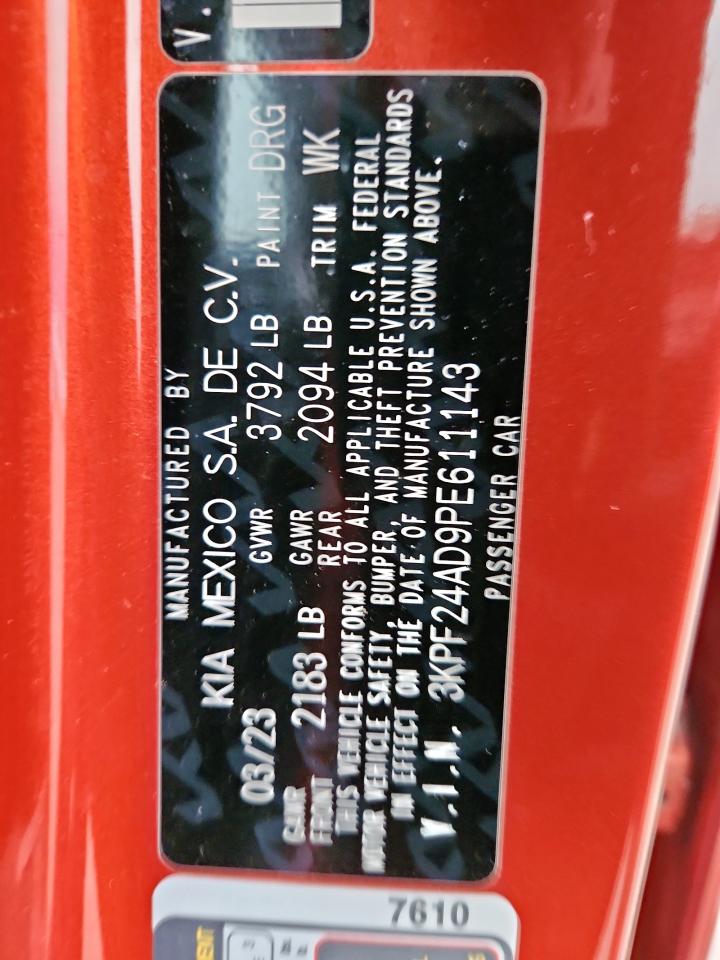 V.
MANUFACTURED BY
KIA MEXICO S.A. DE C.V.
03/23 GVWR 3792 LB PAINT DRG
GAWR FRONT 2183 LB GAWR REAR 2094 LB TRIM WK
THIS VEHICLE CONFORMS TO ALL APPLICABLE U.S.A. FEDERAL
MOTOR VEHICLE SAFETY, BUMPER, AND THEFT PREVENTION STANDARDS
IN EFFECT ON THE DATE OF MANUFACTURE SHOWN ABOVE.
V.I.N. 3KPF24AD9PE611143
PASSENGER CAR
7610